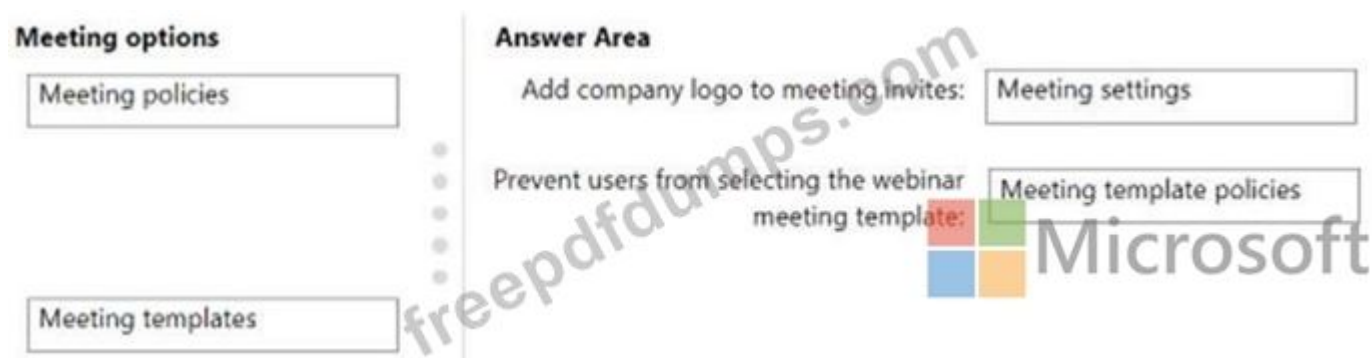 Meeting options
Meeting policies
Meeting templates
Answer Area
Add company logo to meeting invites:
Meeting settings
Prevent users from selecting the webinar
meeting template:
Meeting template policies
Microsoft
freepdfdumps.com